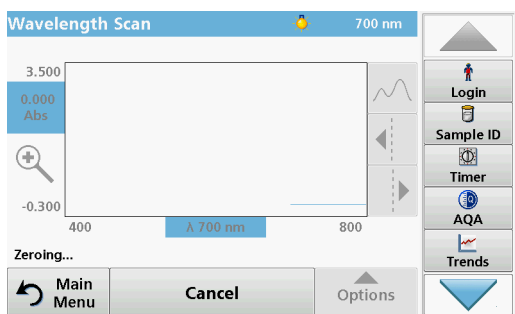 Wavelength Scan 700 nm
3.500
0.000
Abs
-0.300
400 λ 700 nm 800
Zeroing...
Main
Menu
Cancel
Options
Login
Sample ID
Timer
AQA
Trends